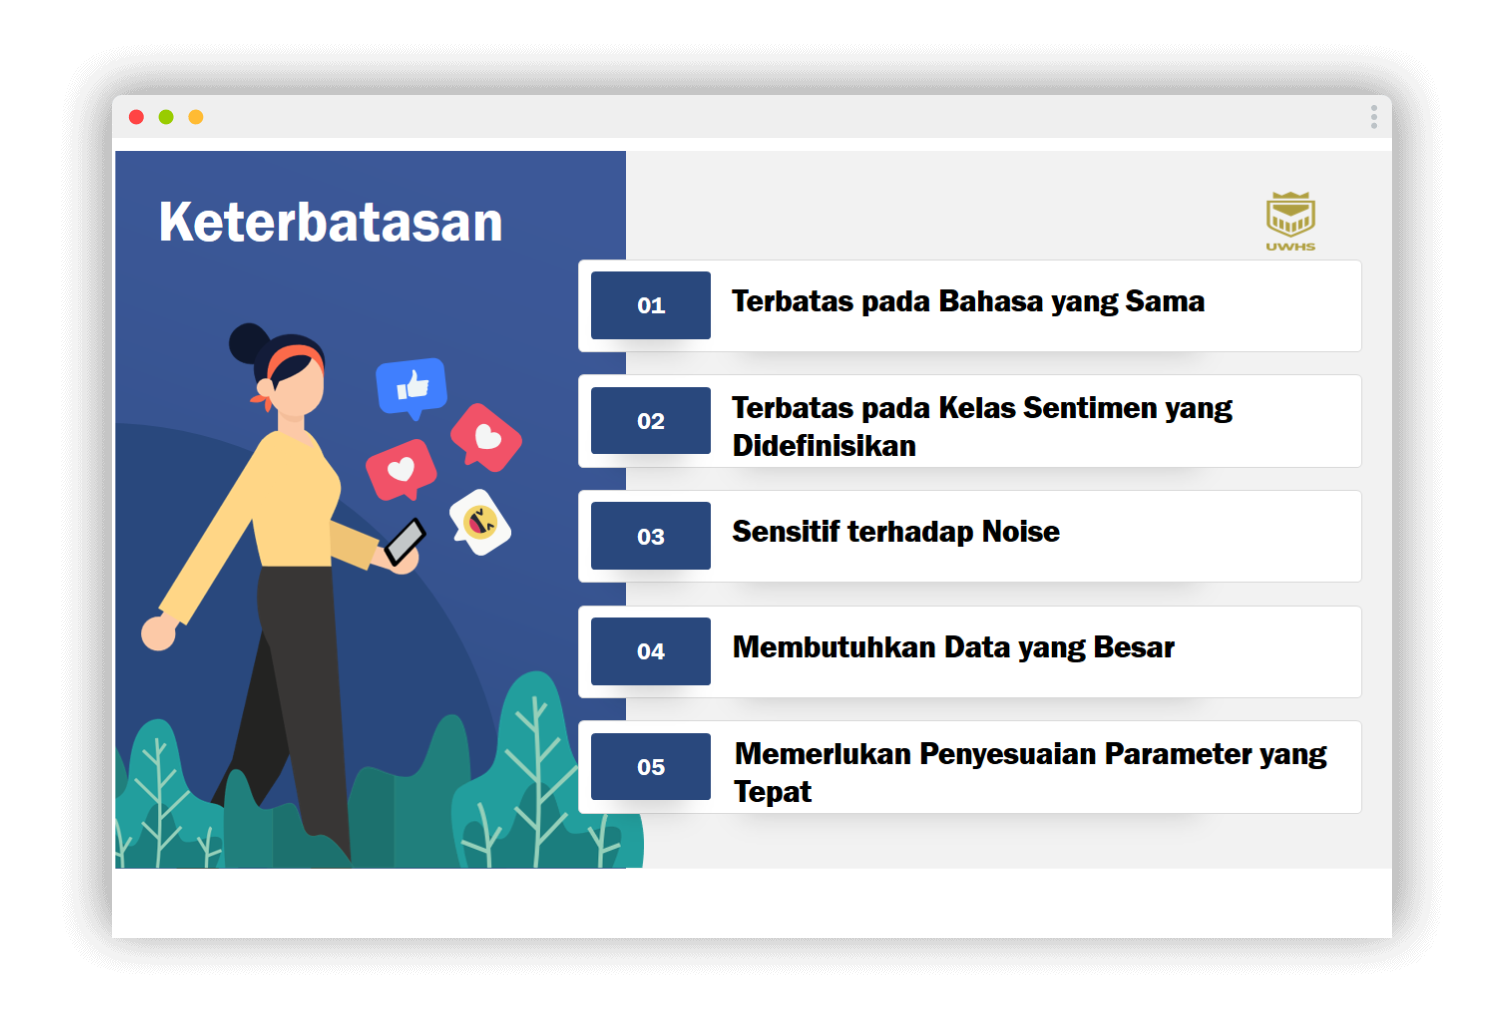 Keterbatasan
UWHS
01
Terbatas pada Bahasa yang Sama
02
Terbatas pada Kelas Sentimen yang
Didefinisikan
03
Sensitif terhadap Noise
04
Membutuhkan Data yang Besar
05
Memerlukan Penyesuaian Parameter yang
Tepat